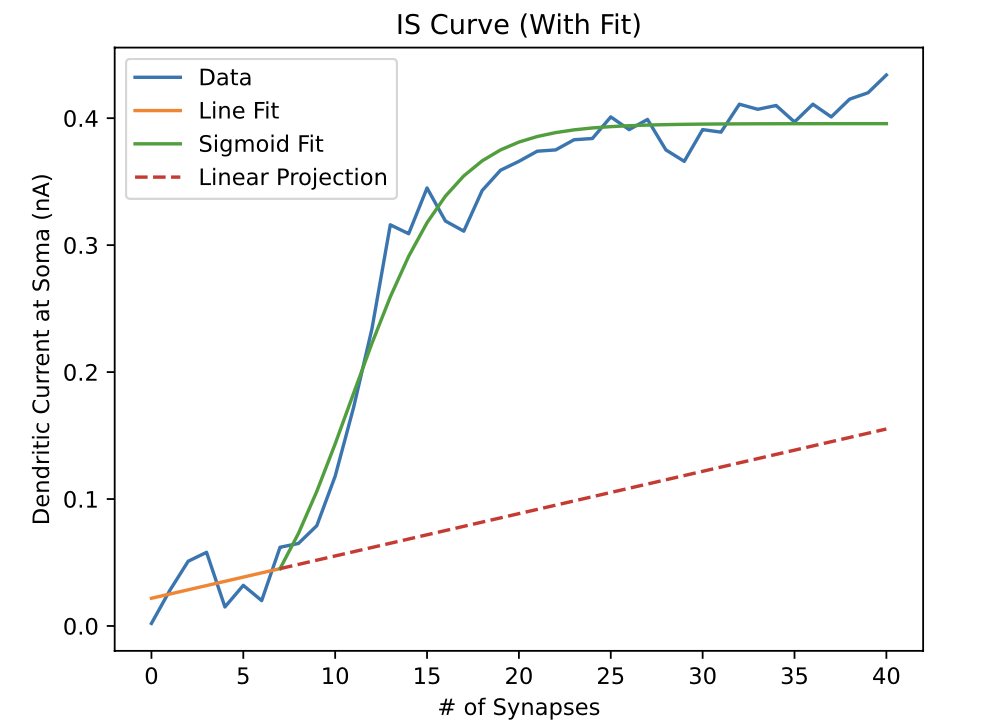 IS Curve (With Fit)
Data
Line Fit
Sigmoid Fit
Linear Projection
Dendritic Current at Soma (nA)
0.4
0.3
0.2
0.1
0.0
0 5 10 15 20 25 30 35 40
# of Synapses